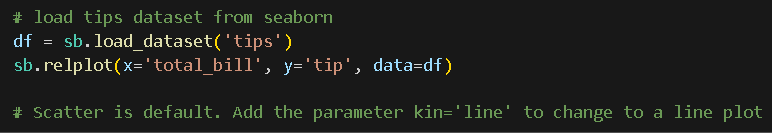 # load tips dataset from seaborn
df = sb.load_dataset('tips')
sb.relplot(x='total_bill', y='tip', data=df)
# Scatter is default. Add the parameter kin='line' to change to a line plot